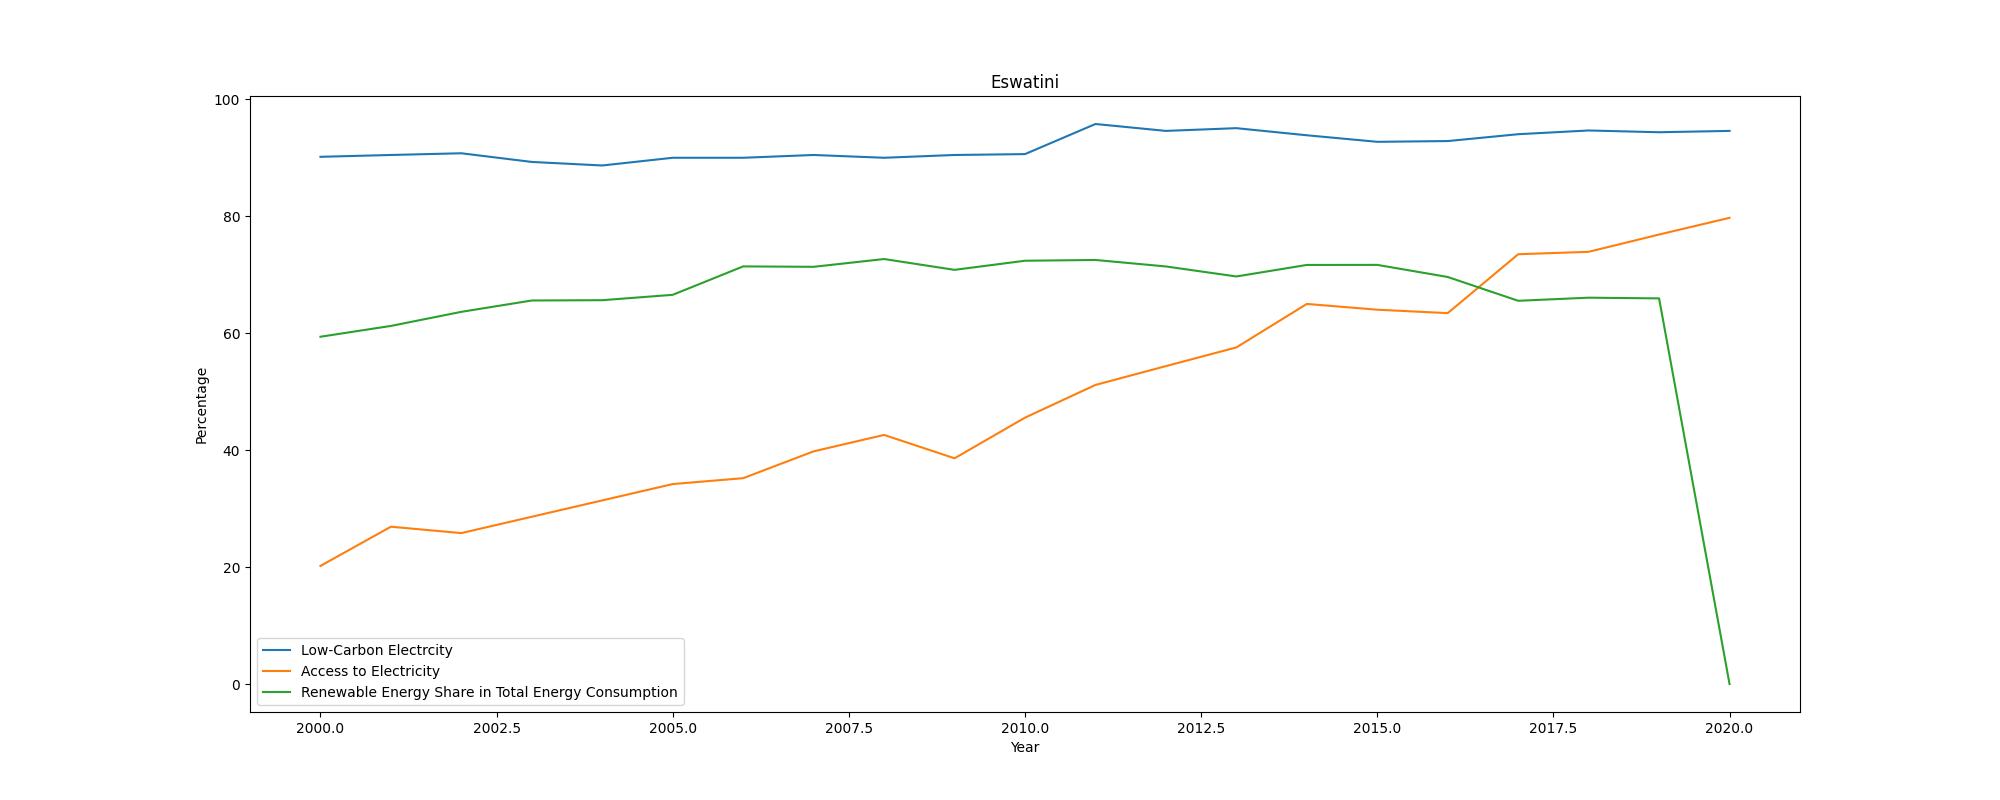 Eswatini
100
80
60
40
20
0
Percentage
Low-Carbon Electrcity
Access to Electricity
Renewable Energy Share in Total Energy Consumption
2000.0 2002.5 2005.0 2007.5 2010.0 2012.5 2015.0 2017.5 2020.0
Year